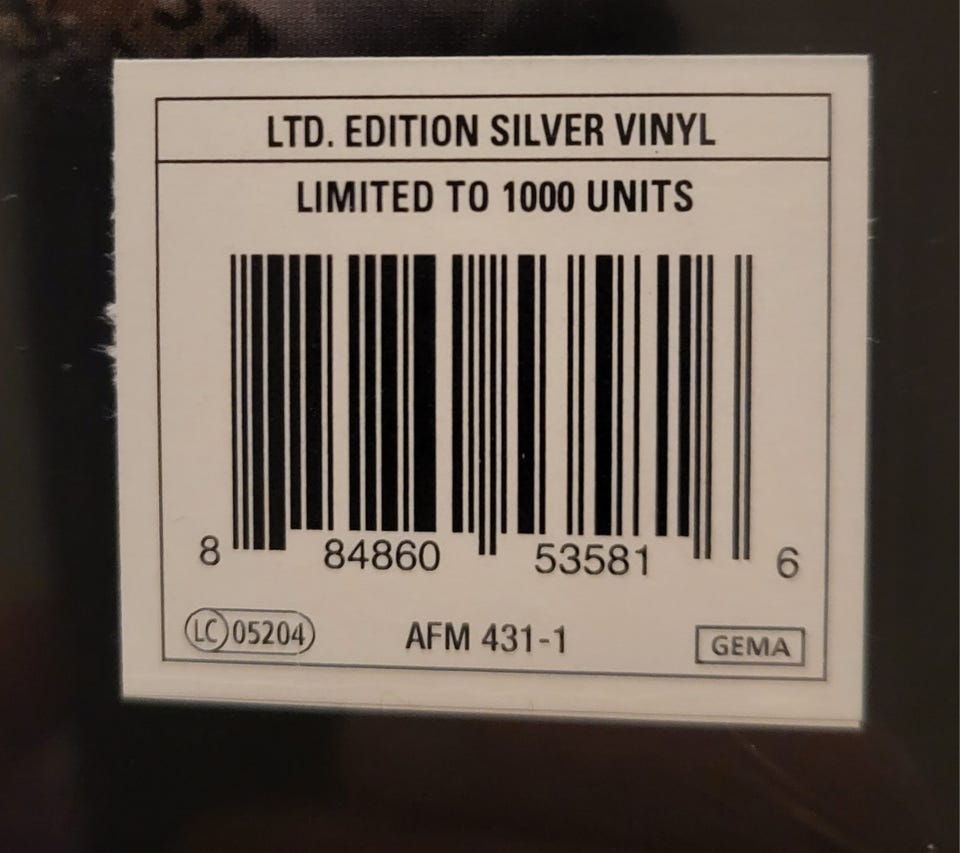 LTD. EDITION SILVER VINYL
LIMITED TO 1000 UNITS
8 84860 53581 6
LC 05204 AFM 431-1 GEMA